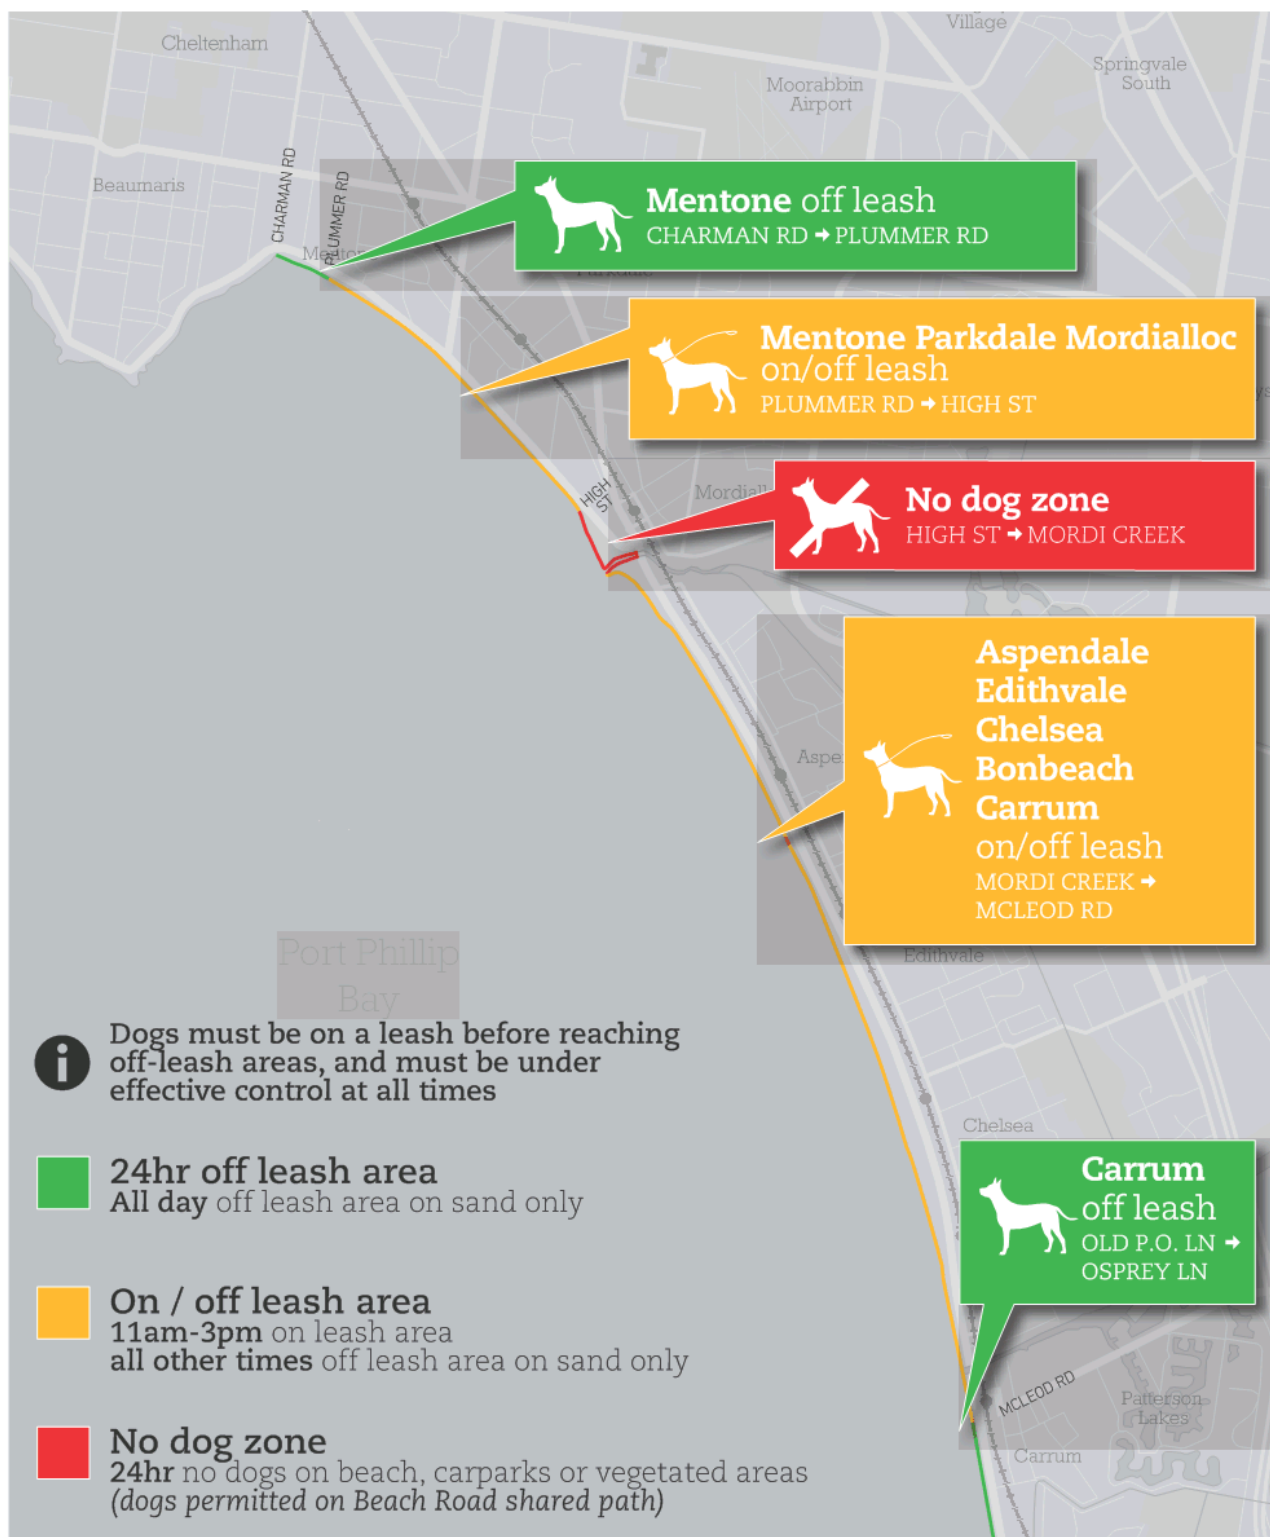 Village
Cheltenham
Springvale
South
Moorabbin
Airport
Beaumaris
CHARMAN RD
PLUMMER RD
Mentone off leash
CHARMAN RD → PLUMMER RD
Parkdale
Mentone Parkdale Mordialloc
on/off leash
PLUMMER RD → HIGH ST
HIGH
ST
No dog zone
HIGH ST → MORDI CREEK
Aspendale
Edithvale
Chelsea
Bonbeach
Carrum
on/off leash
MORDI CREEK →
MCLEOD RD
Edithvale
Port Phillip
Bay
Dogs must be on a leash before reaching
off-leash areas, and must be under
effective control at all times
Chelsea
Carrum
off leash
OLD P.O. LN →
OSPREY LN
24hr off leash area
All day off leash area on sand only
On / off leash area
11am-3pm on leash area
all other times off leash area on sand only
MCLEOD RD
Patterson
Lakes
Carrum
No dog zone
24hr no dogs on beach, carparks or vegetated areas
(dogs permitted on Beach Road shared path)